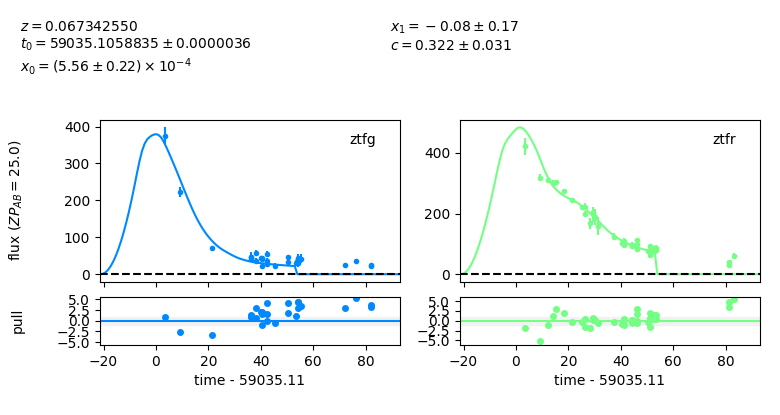 z = 0.067342550
t₀ = 59035.1058835 ± 0.0000036
x₀ = (5.56 ± 0.22) × 10⁻⁴
x₁ = −0.08 ± 0.17
c = 0.322 ± 0.031
flux (ZP_AB = 25.0)
400
300
200
100
0
ztfg
400
200
0
ztfr
pull
5.0
2.5
0.0
−2.5
−5.0
−20 0 20 40 60 80
time - 59035.11
5.0
2.5
0.0
−2.5
−5.0
−20 0 20 40 60 80
time - 59035.11